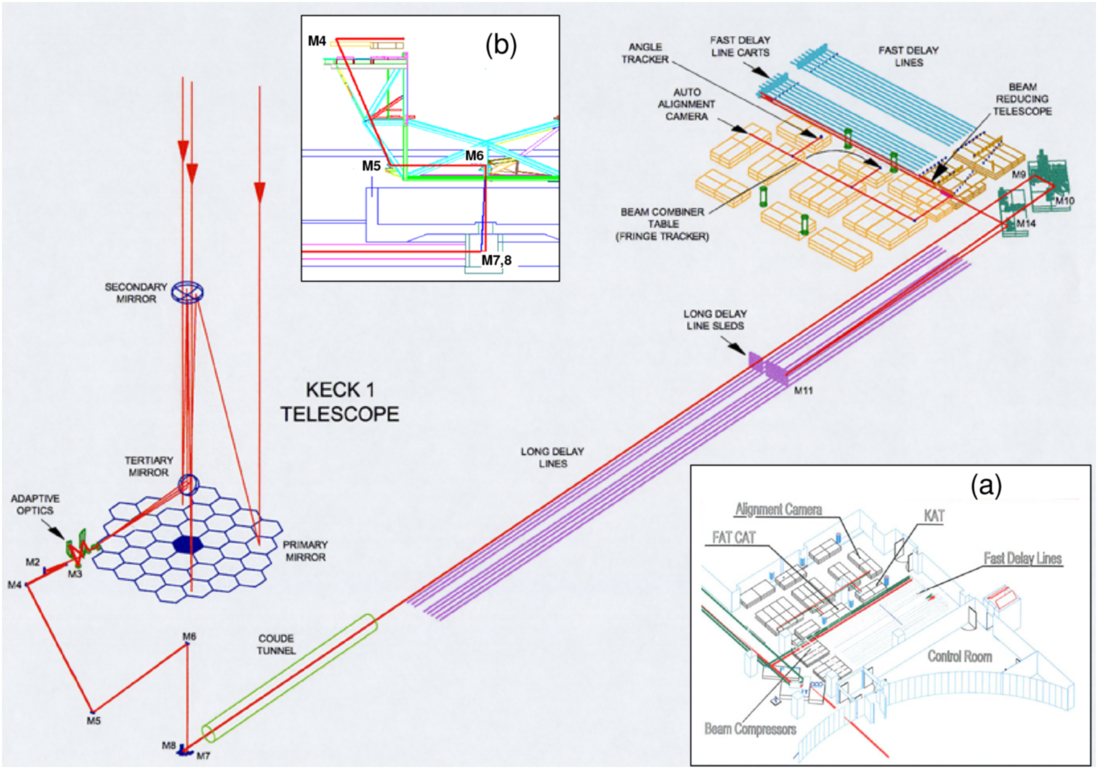 M4
(b)
M5
M6
M7,8
ANGLE
TRACKER
FAST DELAY
LINE CARTS
FAST DELAY
LINES
AUTO
ALIGNMENT
CAMERA
BEAM
REDUCING
TELESCOPE
M9
M10
M14
BEAM COMBINER
TABLE
(FRINGE TRACKER)
SECONDARY
MIRROR
LONG DELAY
LINE SLEDS
M11
KECK 1
TELESCOPE
TERTIARY
MIRROR
LONG DELAY
LINES
ADAPTIVE
OPTICS
PRIMARY
MIRROR
M2
M3
M4
M6
COUDE
TUNNEL
M5
M8
M7
(a)
Alignment Camera
KAT
FAT CAT
Fast Delay Lines
Control Room
Beam Compressors